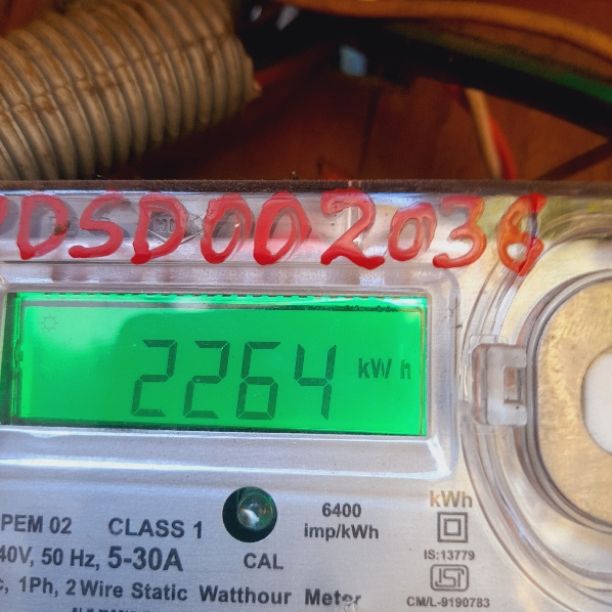 PDSD002036
2264 kWh
6400
PEM 02 CLASS 1 imp/kWh kWh
40V, 50 Hz, 5-30A CAL IS:13779
c, 1Ph, 2 Wire Static Watthour Meter
CM/L-9190783